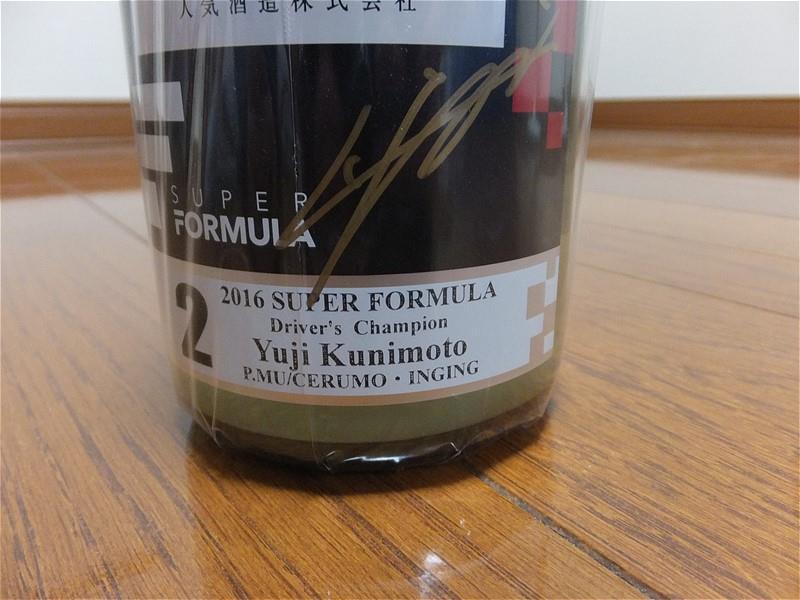 人気酒造株式会社
SUPER
FORMULA
2
2016 SUPER FORMULA
Driver's Champion
Yuji Kunimoto
P.MU/CERUMO・INGING